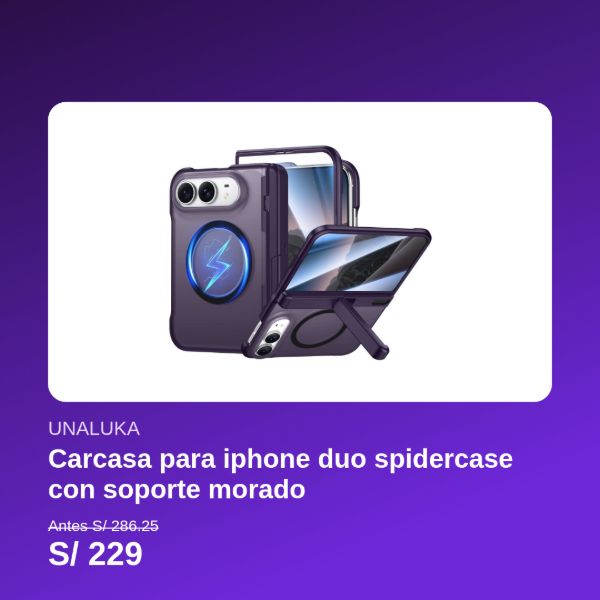 UNALUKA
Carcasa para iphone duo spidercase
con soporte morado
Antes S/ 286.25
S/ 229